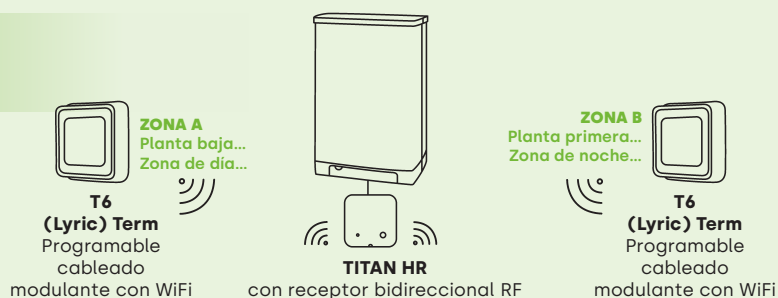 ZONA A
Planta baja...
Zona de día...
T6
(Lyric) Term
Programable
cableado
modulante con WiFi
TITAN HR
con receptor bidireccional RF
ZONA B
Planta primera...
Zona de noche...
T6
(Lyric) Term
Programable
cableado
modulante con WiFi